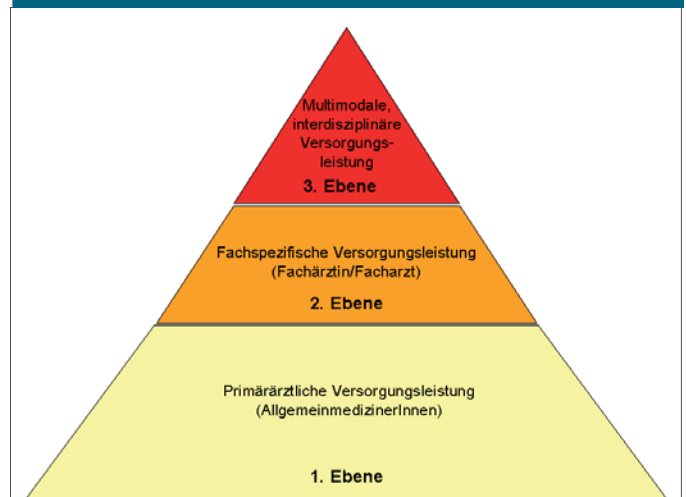 Multimodale,
interdisziplinäre
Versorgungs-
leistung
3. Ebene
Fachspezifische Versorgungsleistung
(Fachärztin/Facharzt)
2. Ebene
Primärärztliche Versorgungsleistung
(AllgemeinmedizinerInnen)
1. Ebene